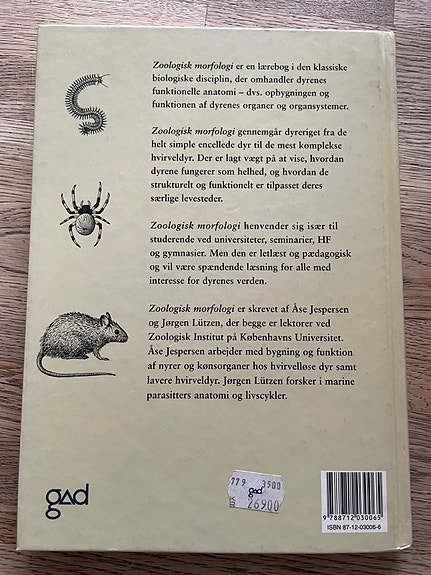 Zoologisk morfologi er en lærebog i den klassiske
biologiske disciplin, der omhandler dyrenes
funktionelle anatomi – dvs. opbygningen og
funktionen af dyrenes organer og organsystemer.
Zoologisk morfologi gennemgår dyreriget fra de
helt simple encellede dyr til de mest komplekse
hvirveldyr. Der er lagt vægt på at vise, hvordan
dyrene fungerer som helhed, og hvordan de
strukturelt og funktionelt er tilpasset deres
særlige levesteder.
Zoologisk morfologi henvender sig især til
studerende ved universiteter, seminarier, HF
og gymnasier. Men den er letlæst og pædagogisk
og vil være spændende læsning for alle med
interesse for dyrenes verden.
Zoologisk morfologi er skrevet af Åse Jespersen
og Jørgen Lützen, der begge er lektorer ved
Zoologisk Institut på Københavns Universitet.
Åse Jespersen arbejder med bygning og funktion
af nyrer og kønsorganer hos hvirvelløse dyr samt
lavere hvirveldyr. Jørgen Lützen forsker i marine
parasitters anatomi og livscykler.
gad
779 3500
gad
26900
9 788712 030065
ISBN 87-12-03006-6